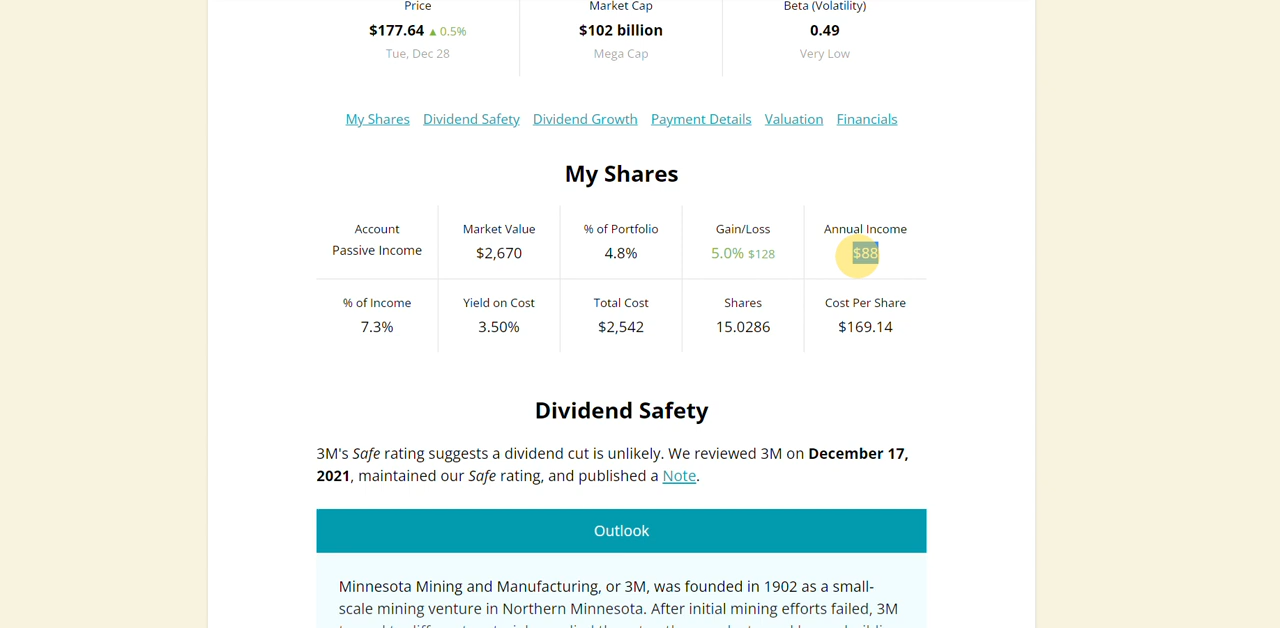 Price Market Cap Beta (Volatility)
$177.64 ▲ 0.5% $102 billion 0.49
Tue, Dec 28 Mega Cap Very Low
My Shares Dividend Safety Dividend Growth Payment Details Valuation Financials
My Shares
Account Market Value % of Portfolio Gain/Loss Annual Income
Passive Income $2,670 4.8% 5.0% $128 $88
% of Income Yield on Cost Total Cost Shares Cost Per Share
7.3% 3.50% $2,542 15.0286 $169.14
Dividend Safety
3M's Safe rating suggests a dividend cut is unlikely. We reviewed 3M on December 17,
2021, maintained our Safe rating, and published a Note.
Outlook
Minnesota Mining and Manufacturing, or 3M, was founded in 1902 as a small-
scale mining venture in Northern Minnesota. After initial mining efforts failed, 3M